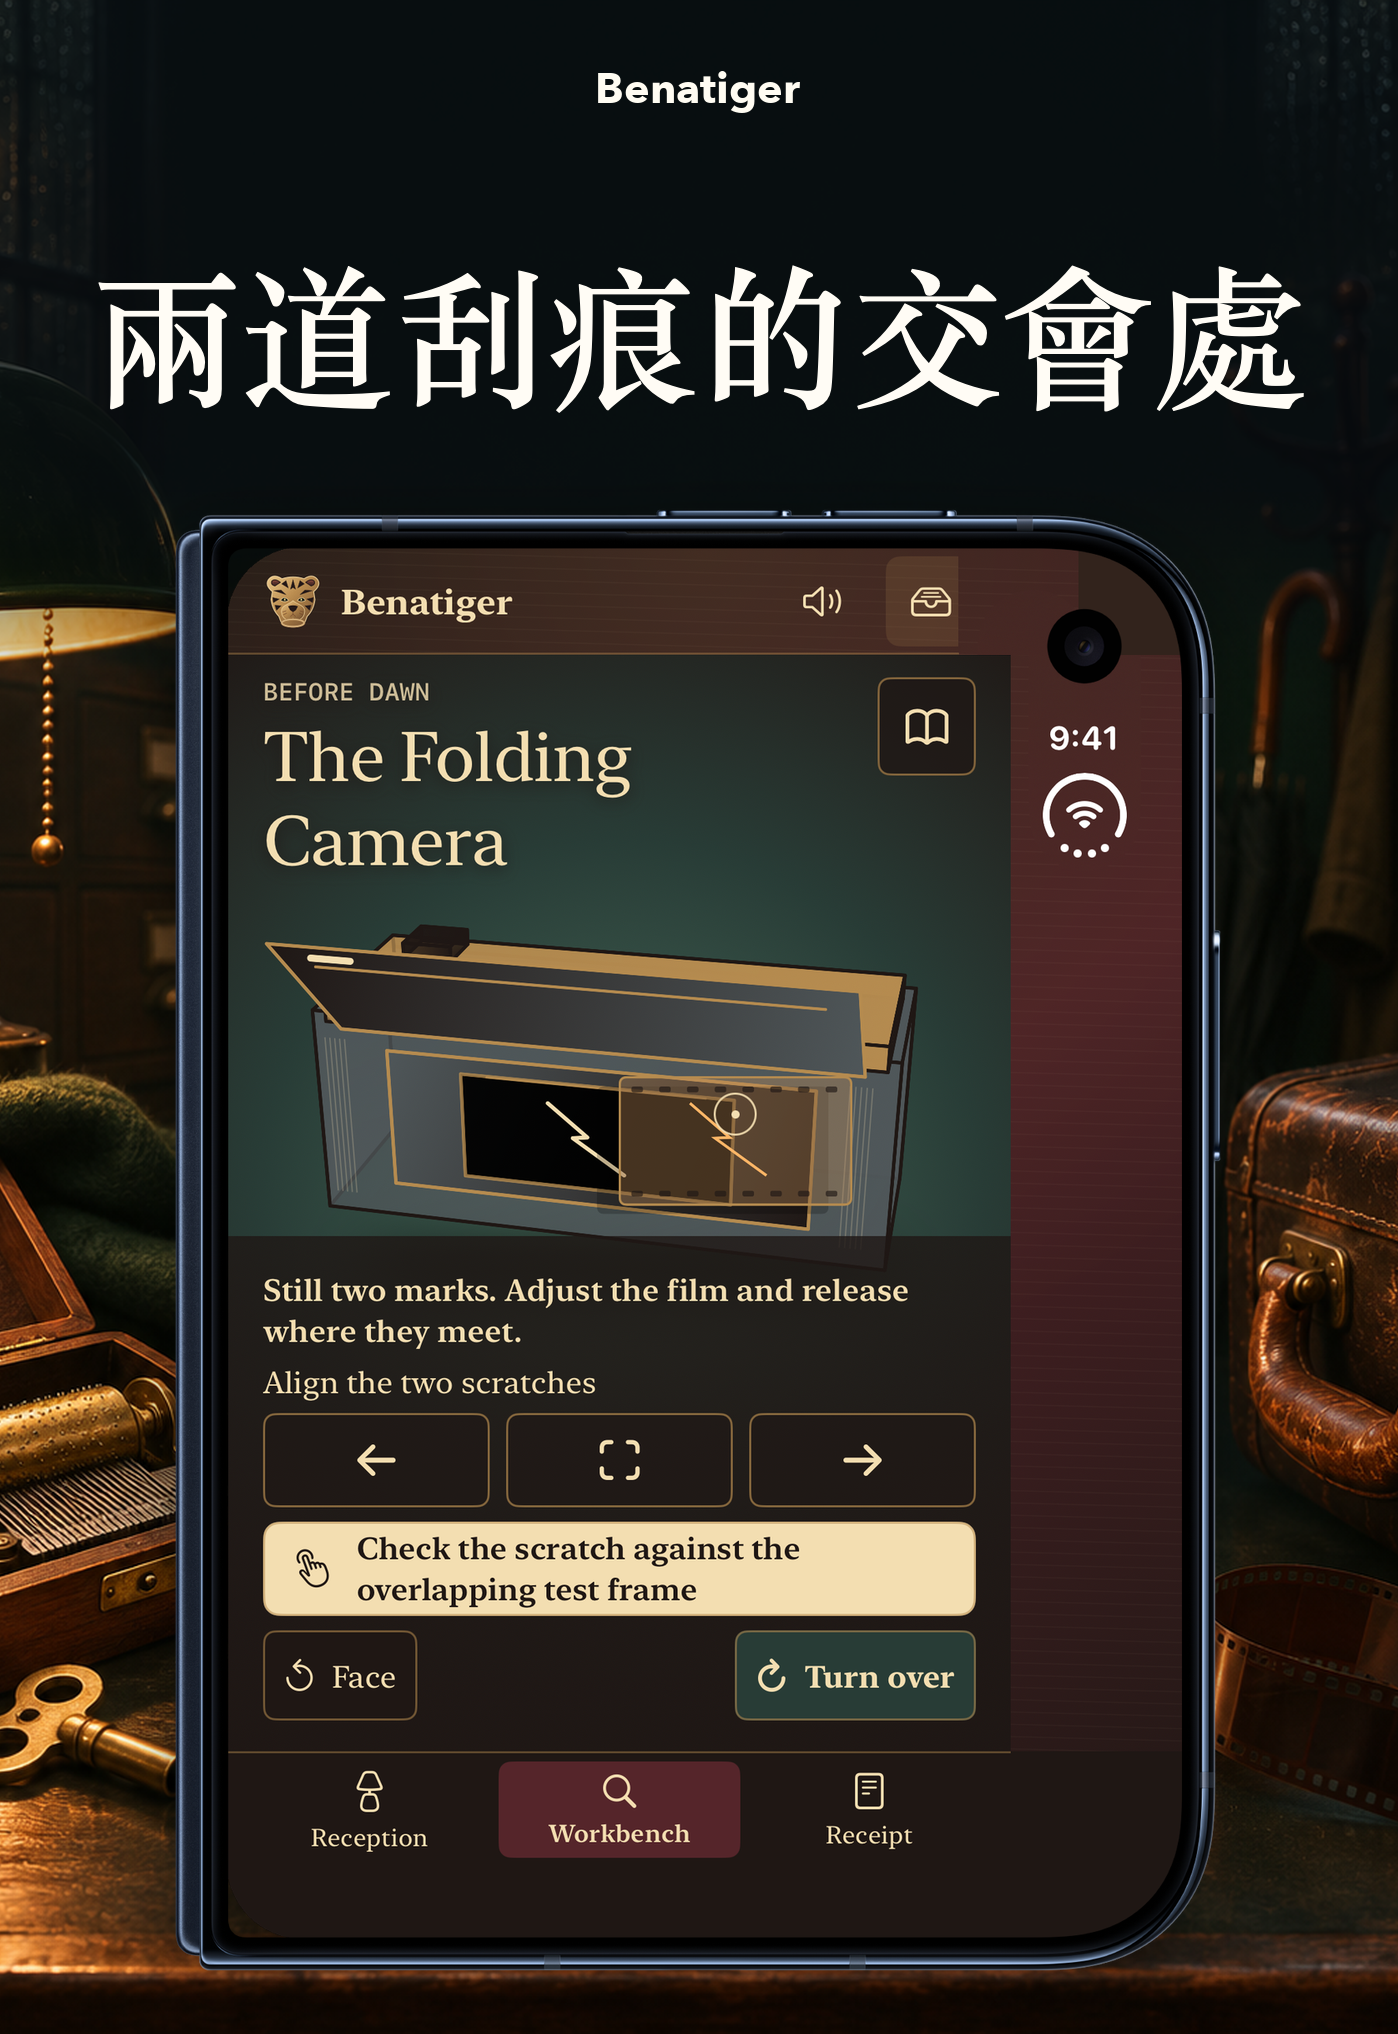 Benatiger
兩道刮痕的交會處
Benatiger
9:41
BEFORE DAWN
The Folding
Camera
Still two marks. Adjust the film and release
where they meet.
Align the two scratches
Check the scratch against the
overlapping test frame
Face
Turn over
Reception
Workbench
Receipt